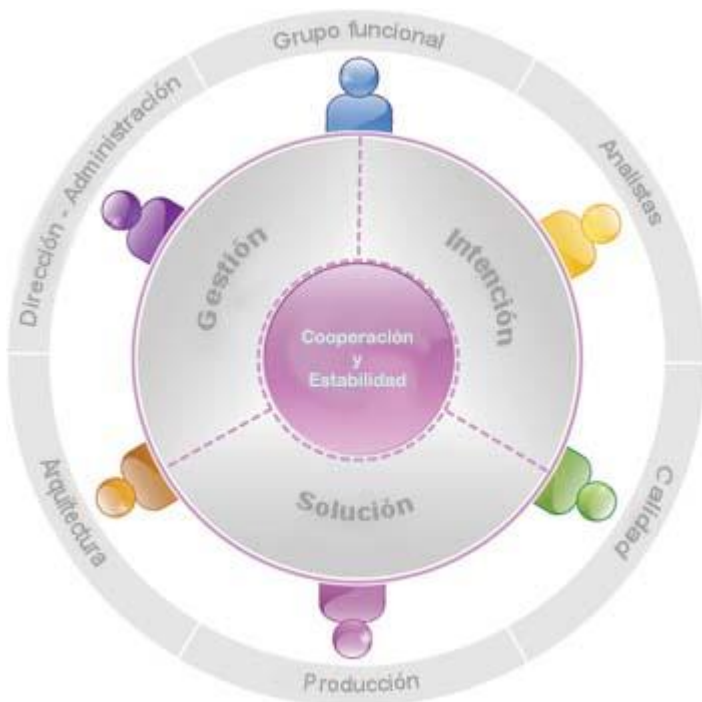 Grupo funcional
Analistas
Calidad
Producción
Arquitectura
Dirección - Administración
Gestión
Intención
Solución
Cooperación
y
Estabilidad